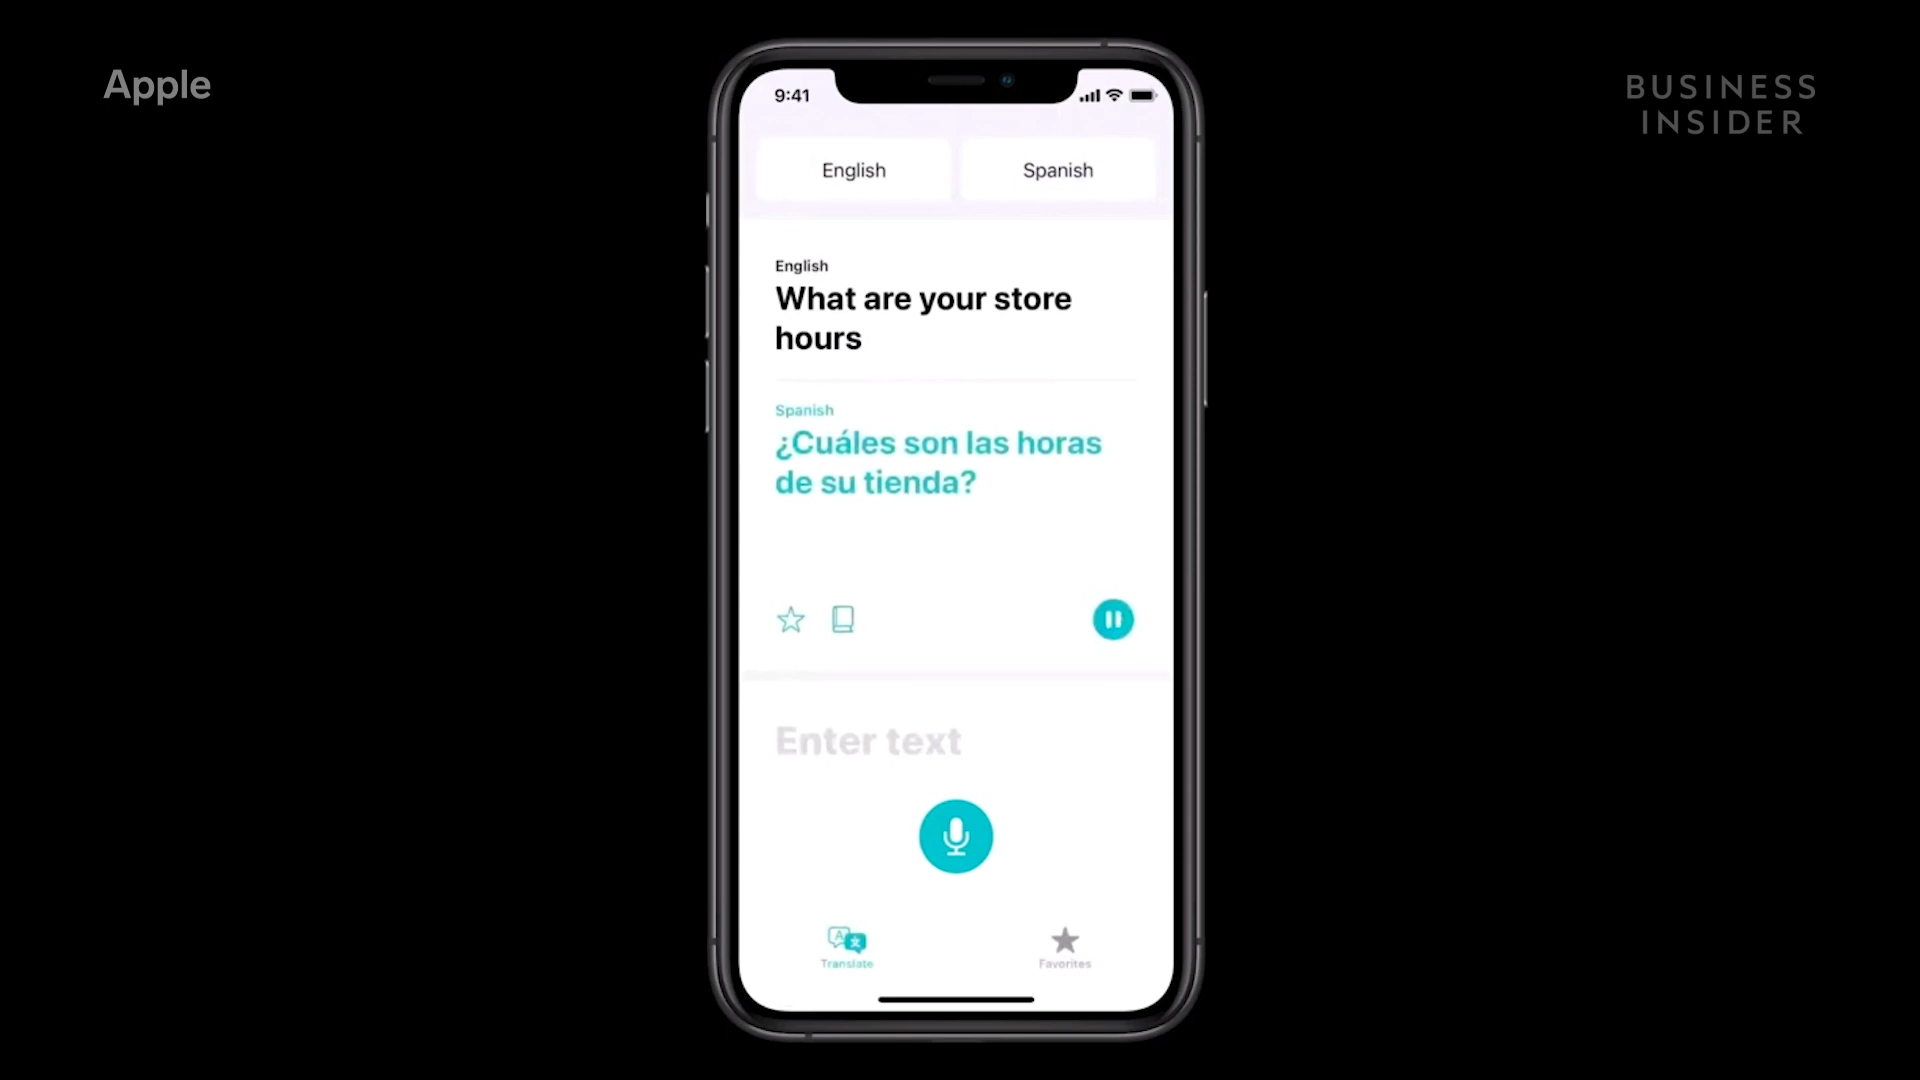 Apple
BUSINESS
INSIDER
9:41
English
Spanish
English
What are your store
hours
Spanish
¿Cuáles son las horas
de su tienda?
Enter text
A
文
Translate
Favorites